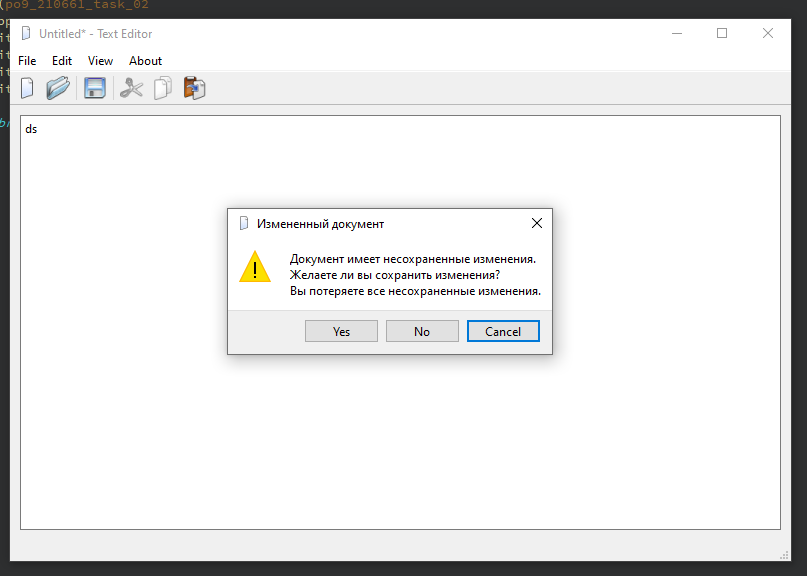 (po9_210661_task_02
Untitled* - Text Editor
File Edit View About
ds
Измененный документ
Документ имеет несохраненные изменения.
Желаете ли вы сохранить изменения?
Вы потеряете все несохраненные изменения.
Yes No Cancel